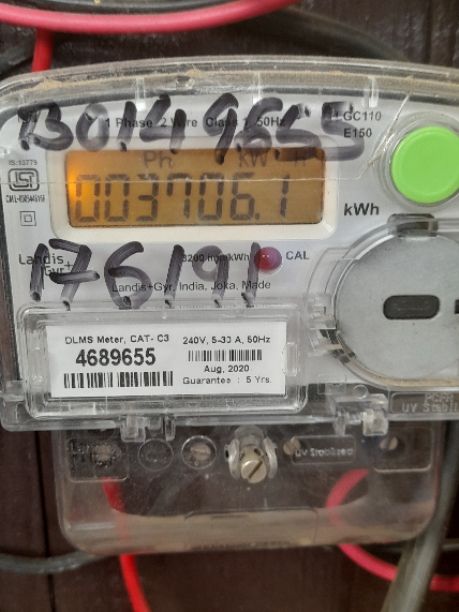 130149655
1 Phase 2 Wire Class 1, 50Hz
GC110
E150
IS:13779
Ph kW H
003706.1
kWh
3200 imp/kWh CAL
Landis+
Gyr
176191
Landis+Gyr, India, Joka, Made
DLMS Meter, CAT- C3
240V, 5-30 A, 50Hz
4689655
Aug, 2020
Guarantee : 5 Yrs.
UV Stabilized